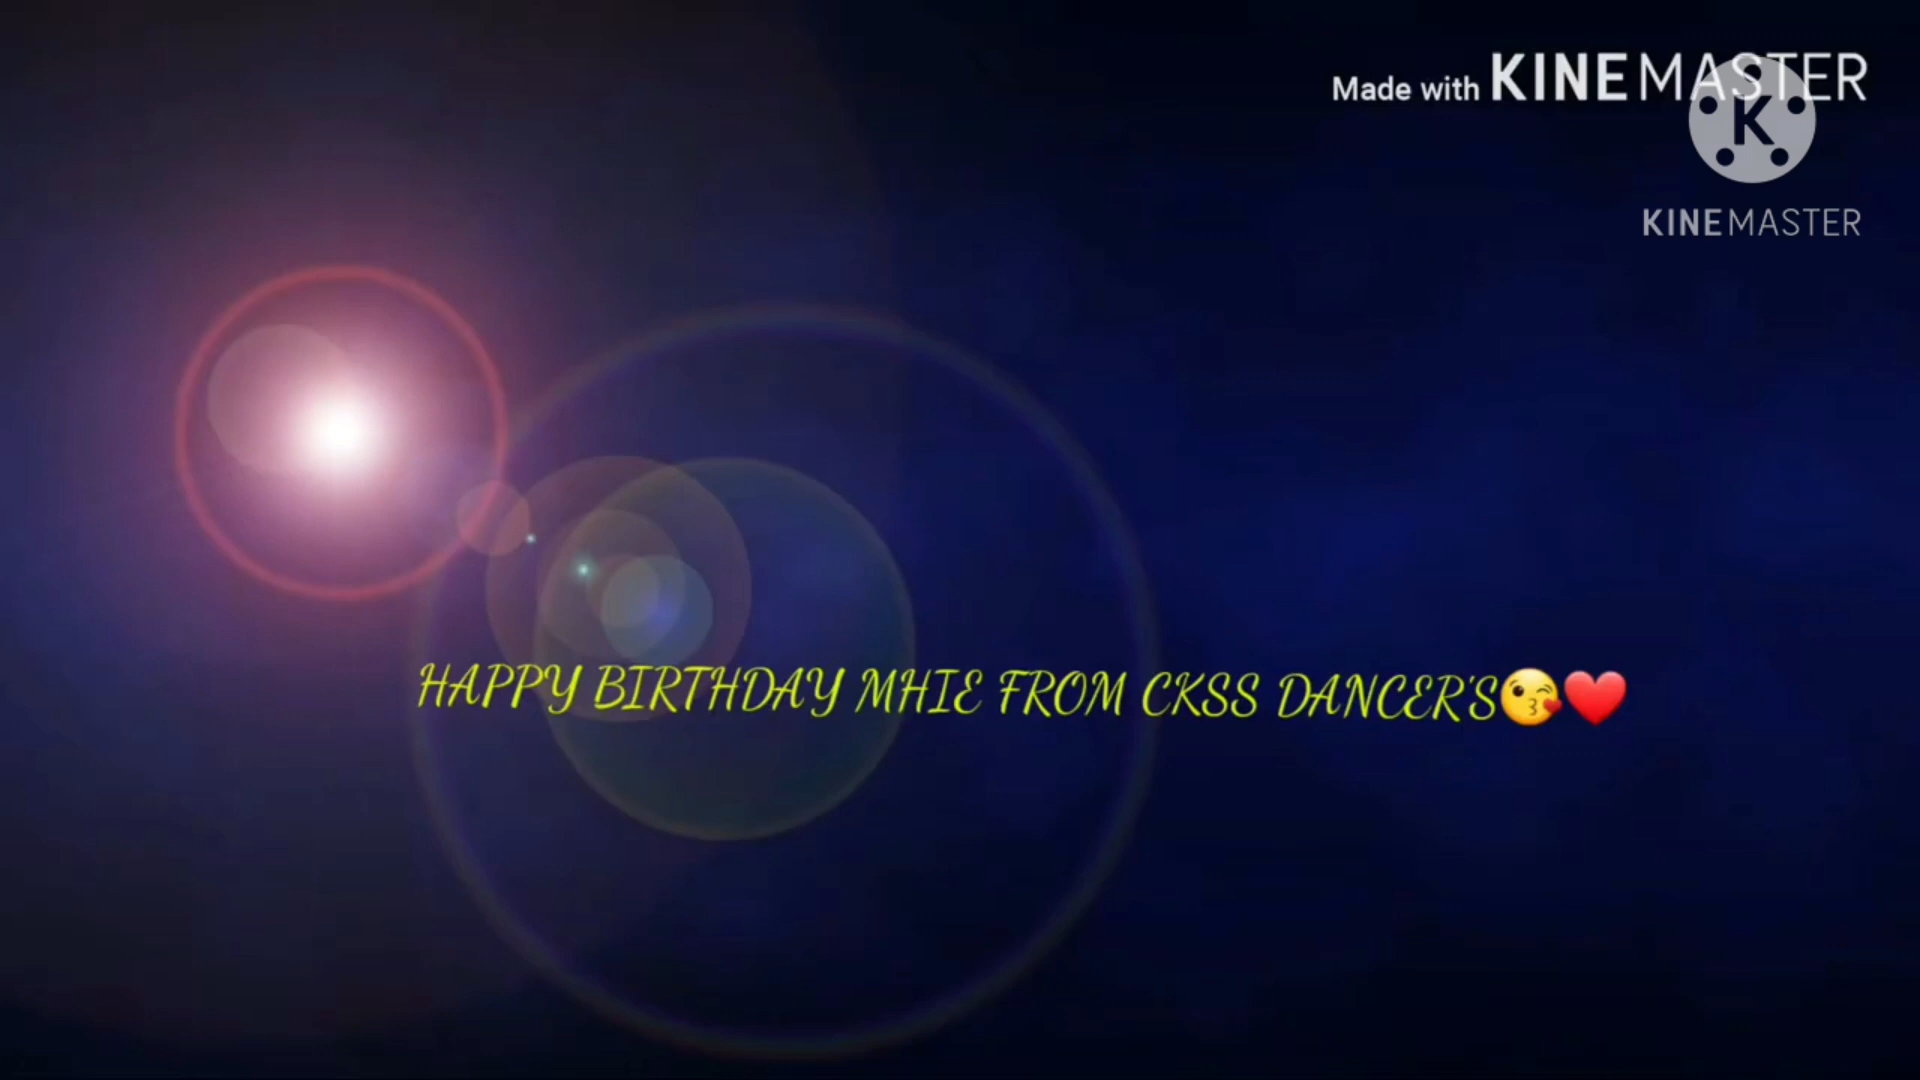 Made with KINEMASTER
K
KINEMASTER
HAPPY BIRTHDAY MHIE FROM CKSS DANCER'S😘❤️